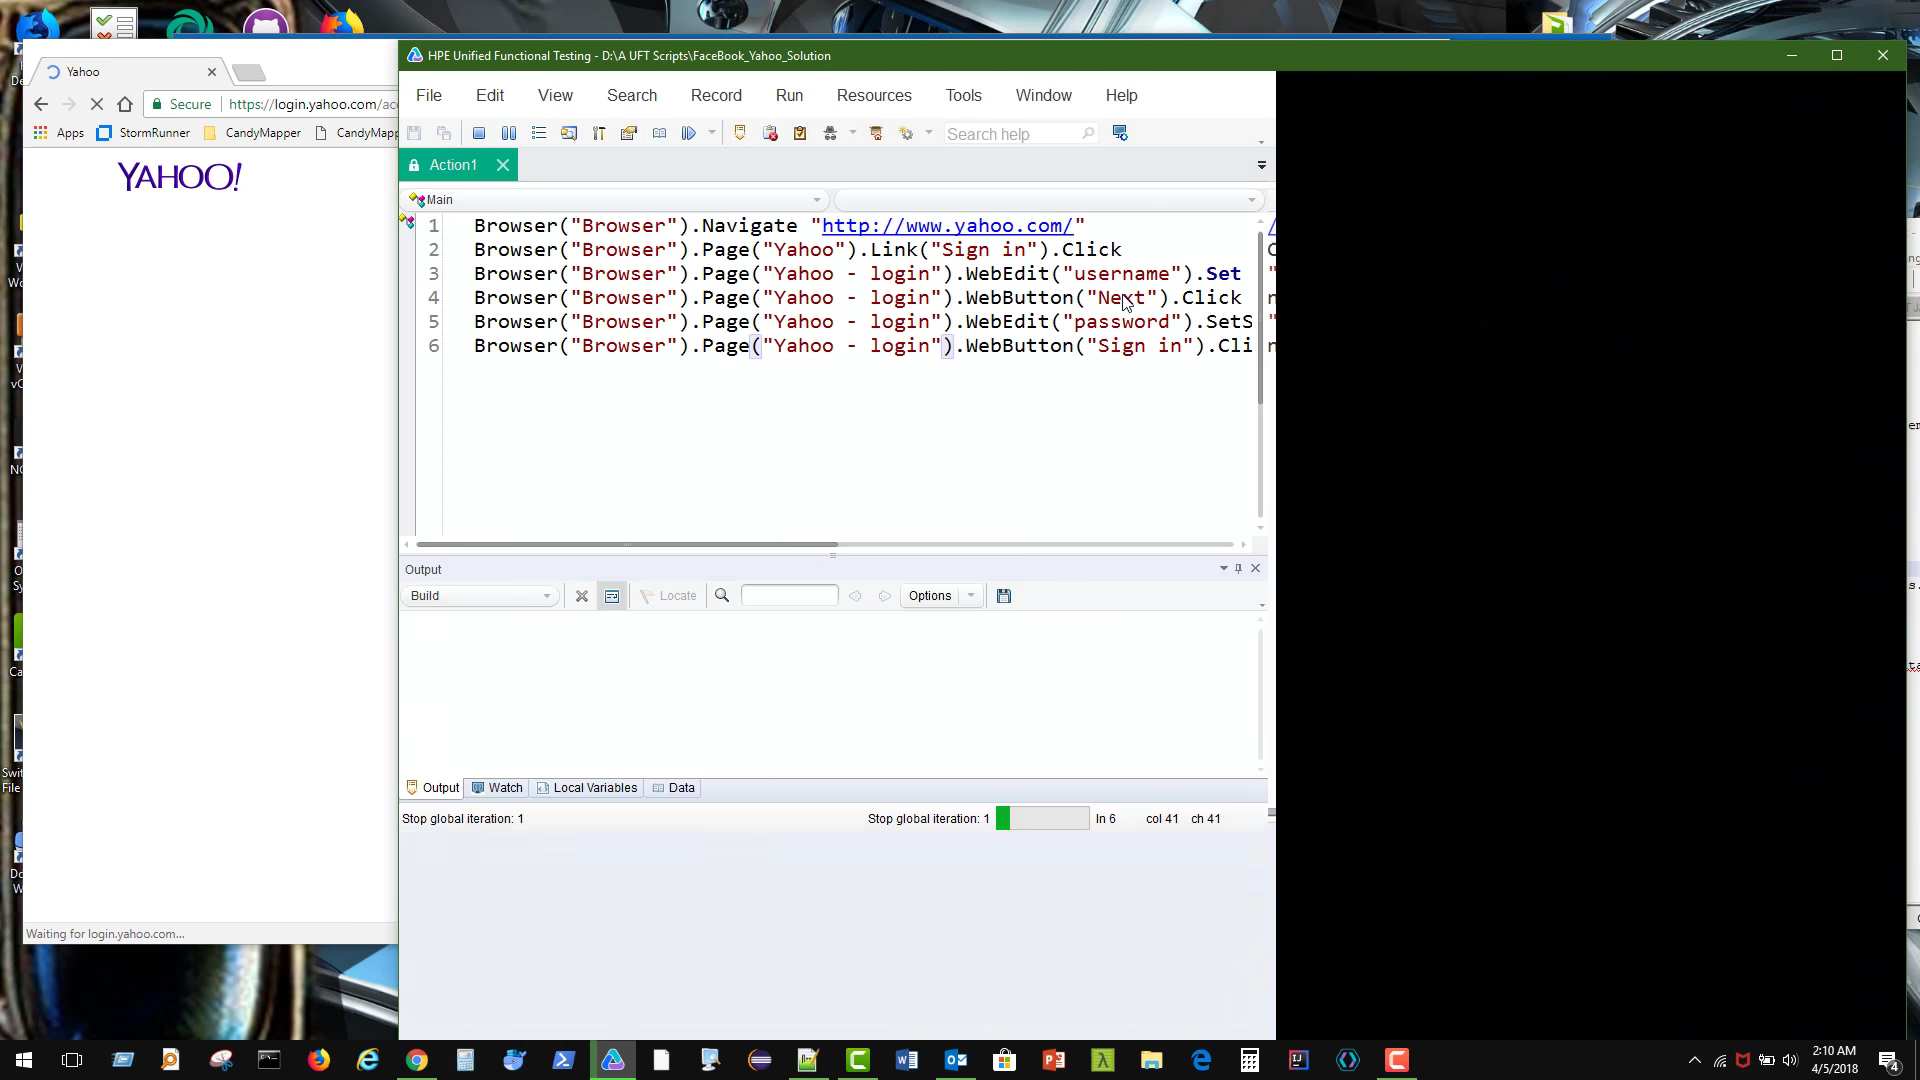 Yahoo
Secure
https://login.yahoo.com/ac
Apps
StormRunner
CandyMapper
CandyMapp
YAHOO!
Waiting for login.yahoo.com...
HPE Unified Functional Testing - D:\A UFT Scripts\FaceBook_Yahoo_Solution
File Edit View Search Record Run Resources Tools Window Help
Search help
Action1
Main
1 Browser("Browser").Navigate "http://www.yahoo.com/"
2 Browser("Browser").Page("Yahoo").Link("Sign in").Click
3 Browser("Browser").Page("Yahoo - login").WebEdit("username").Set "
4 Browser("Browser").Page("Yahoo - login").WebButton("Next").Click
5 Browser("Browser").Page("Yahoo - login").WebEdit("password").SetS "
6 Browser("Browser").Page("Yahoo - login").WebButton("Sign in").Cli
Output
Build
Locate
Options
Output Watch Local Variables Data
Stop global iteration: 1
Stop global iteration: 1
ln 6 col 41 ch 41
2:10 AM
4/5/2018
4